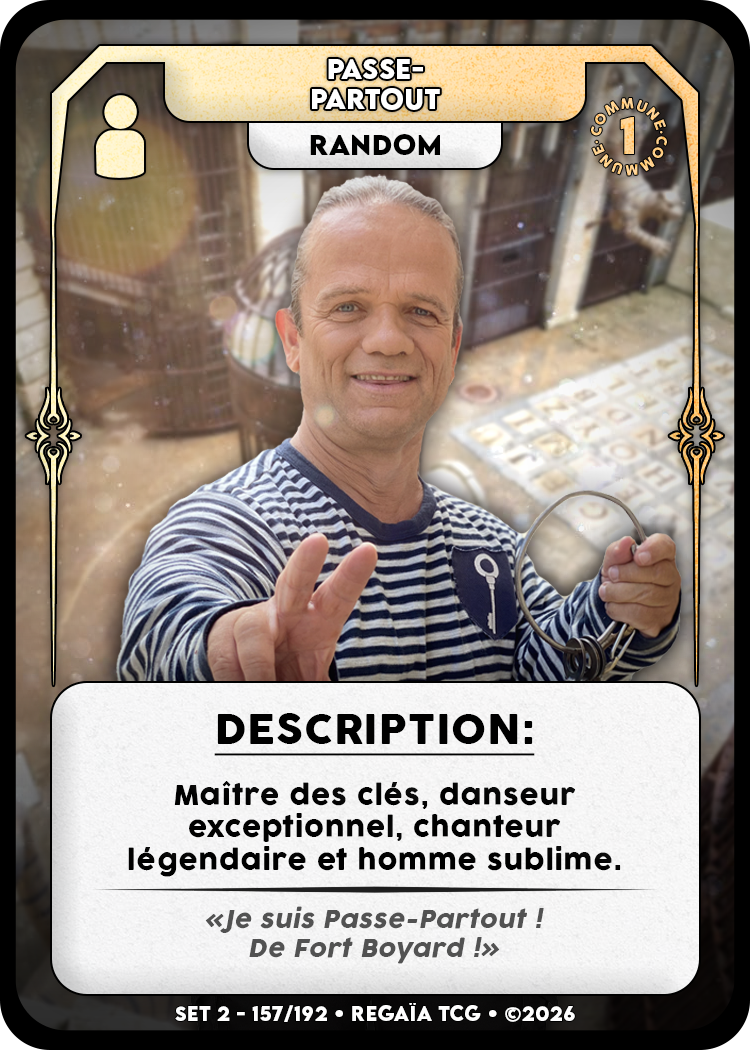 PASSE-
PARTOUT
RANDOM
COMMUNE·COMMUNE·
1
DESCRIPTION:
Maître des clés, danseur
exceptionnel, chanteur
légendaire et homme sublime.
«Je suis Passe-Partout !
De Fort Boyard !»
SET 2 - 157/192 • REGAÏA TCG • ©2026